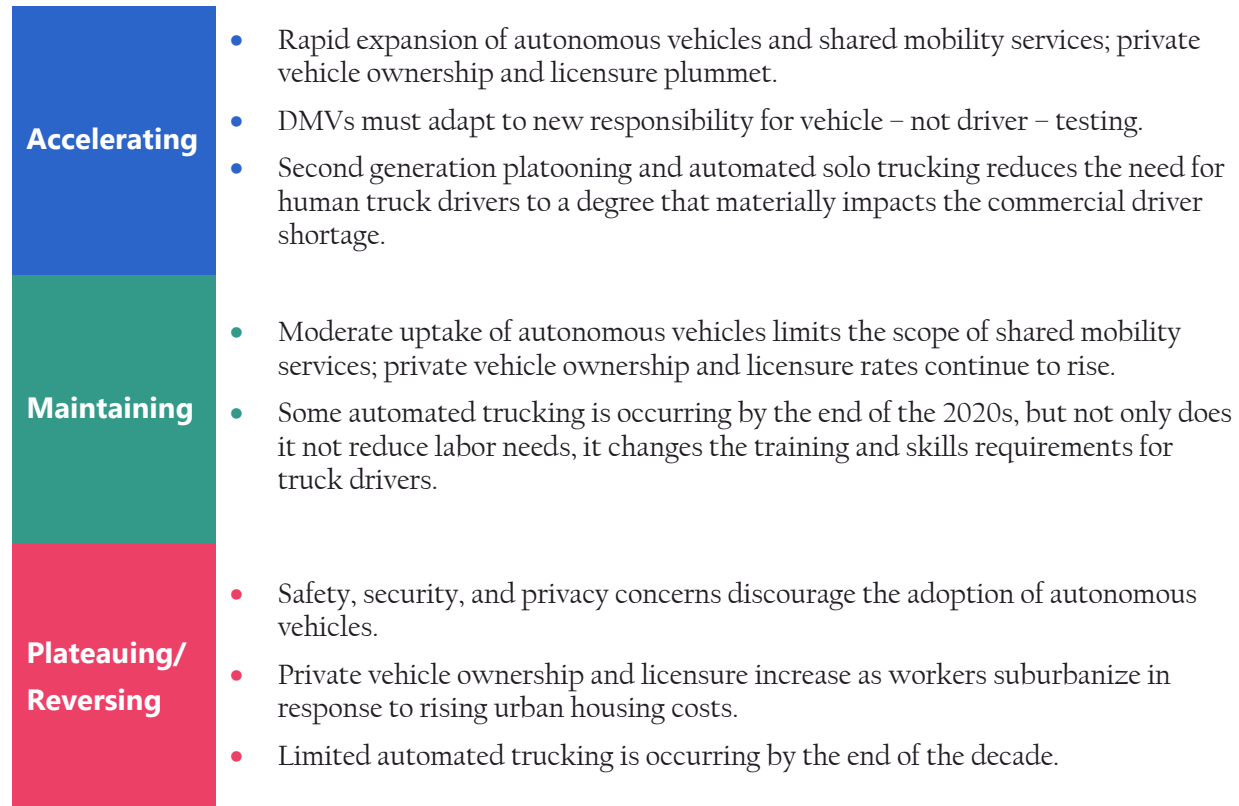 Accelerating
• Rapid expansion of autonomous vehicles and shared mobility services; private
vehicle ownership and licensure plummet.
• DMVs must adapt to new responsibility for vehicle – not driver – testing.
• Second generation platooning and automated solo trucking reduces the need for
human truck drivers to a degree that materially impacts the commercial driver
shortage.
Maintaining
• Moderate uptake of autonomous vehicles limits the scope of shared mobility
services; private vehicle ownership and licensure rates continue to rise.
• Some automated trucking is occurring by the end of the 2020s, but not only does
it not reduce labor needs, it changes the training and skills requirements for
truck drivers.
Plateauing/
Reversing
• Safety, security, and privacy concerns discourage the adoption of autonomous
vehicles.
• Private vehicle ownership and licensure increase as workers suburbanize in
response to rising urban housing costs.
• Limited automated trucking is occurring by the end of the decade.